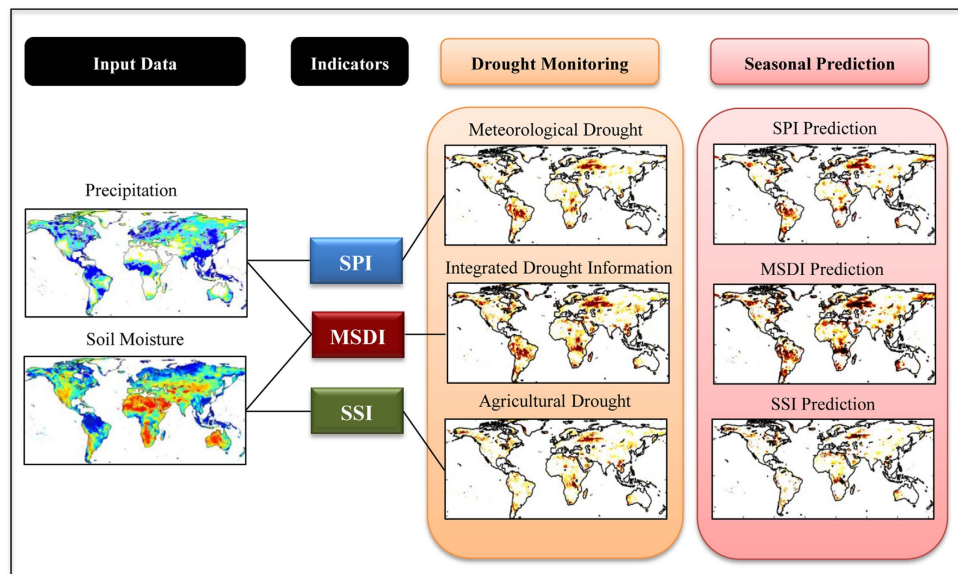 Input Data
Indicators
Drought Monitoring
Seasonal Prediction
Precipitation
Soil Moisture
SPI
MSDI
SSI
Meteorological Drought
Integrated Drought Information
Agricultural Drought
SPI Prediction
MSDI Prediction
SSI Prediction